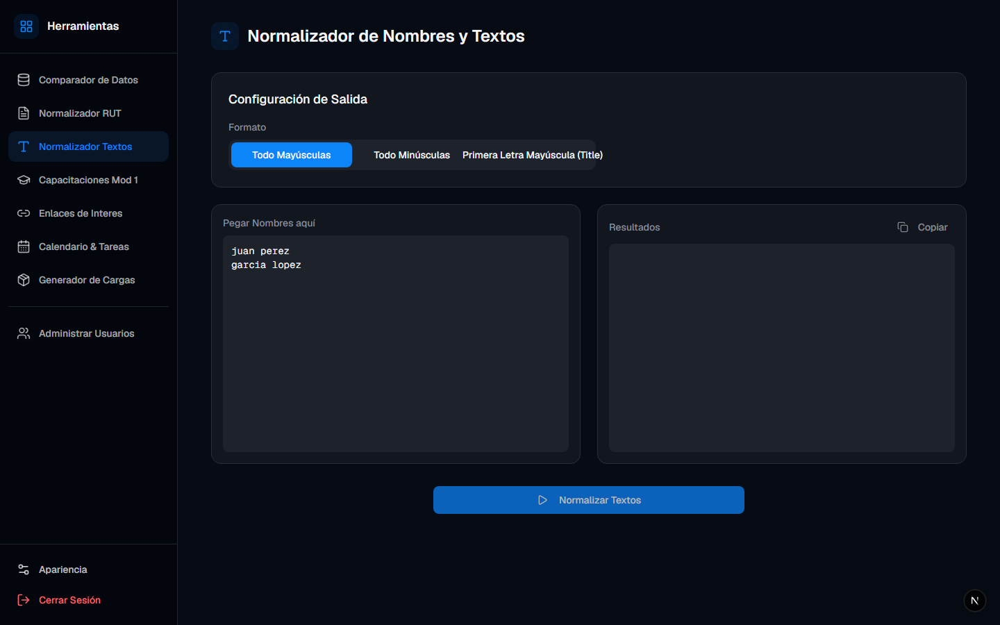 Herramientas
Comparador de Datos
Normalizador RUT
Normalizador Textos
Capacitaciones Mod 1
Enlaces de Interes
Calendario & Tareas
Generador de Cargas
Administrar Usuarios
Apariencia
Cerrar Sesión
Normalizador de Nombres y Textos
Configuración de Salida
Formato
Todo Mayúsculas
Todo Minúsculas
Primera Letra Mayúscula (Title)
Pegar Nombres aquí
juan perez
garcia lopez
Resultados
Copiar
Normalizar Textos
N